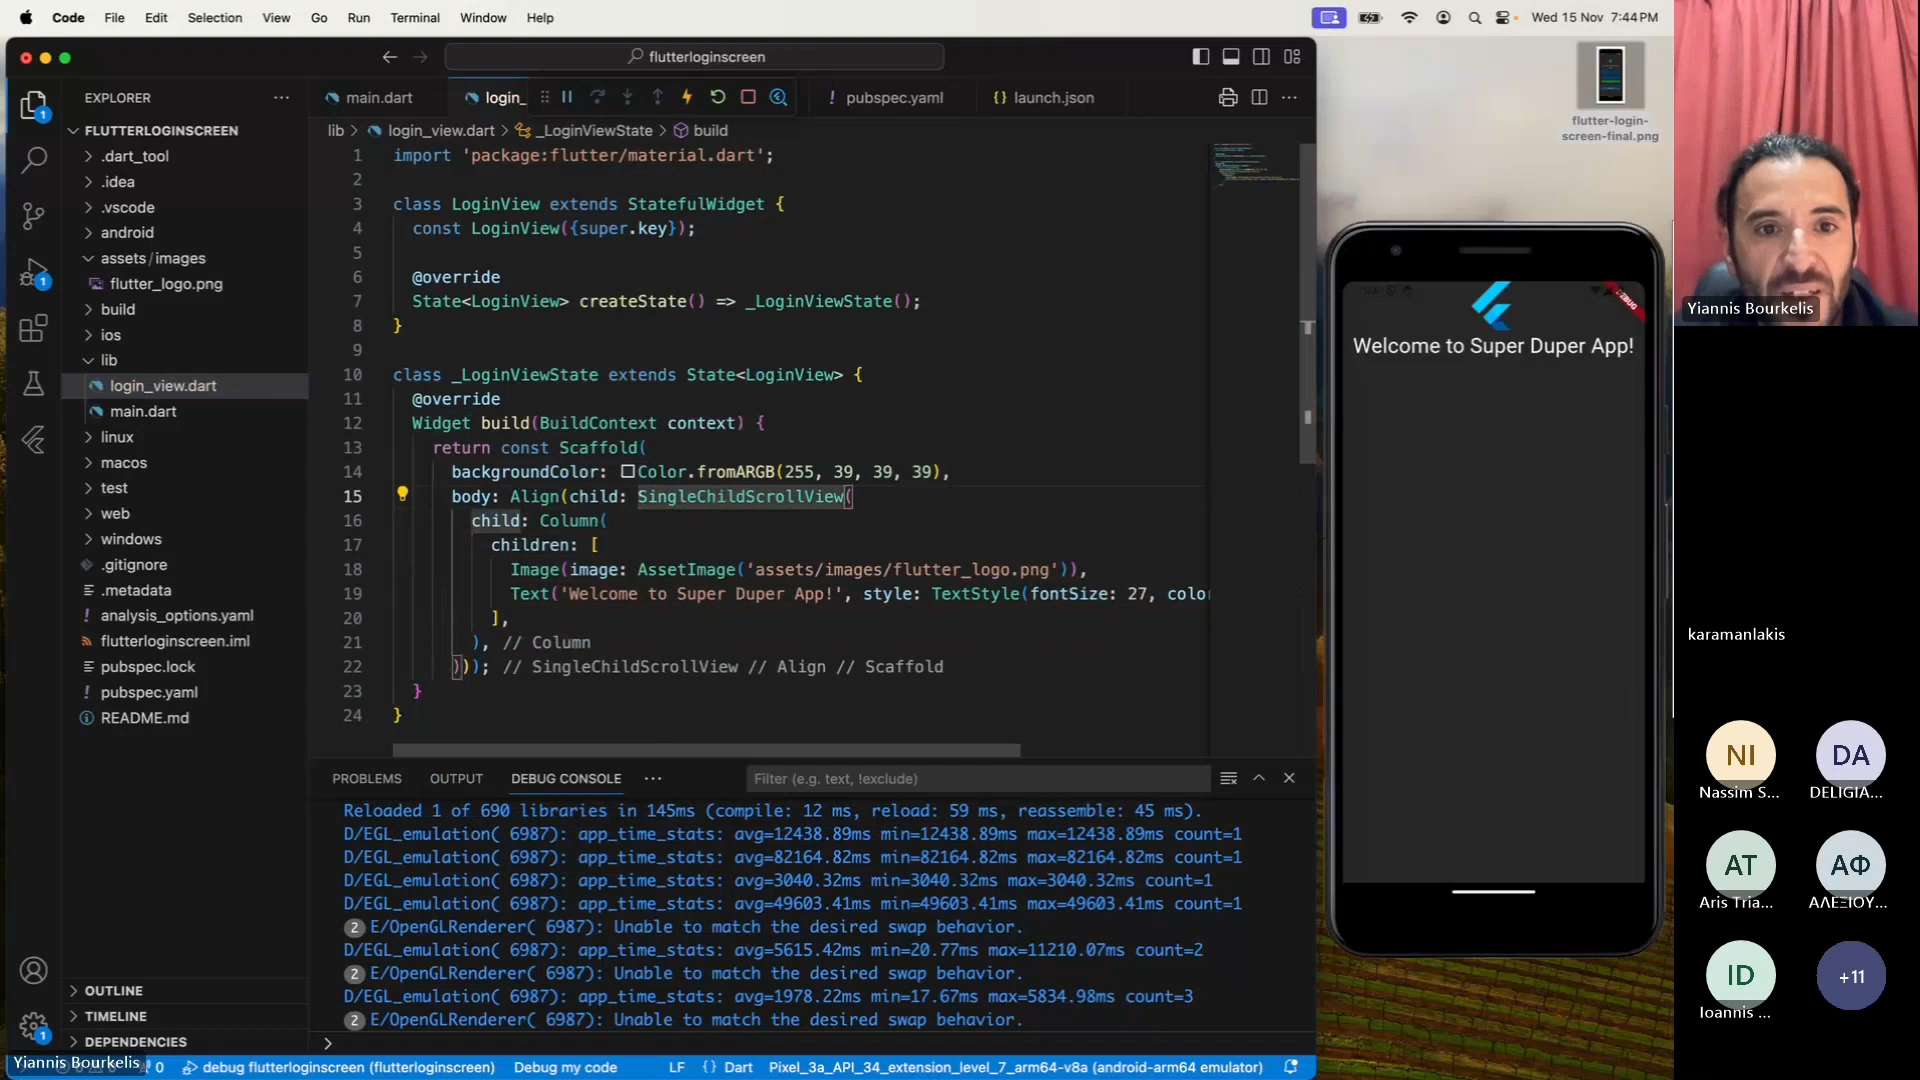 Code File Edit Selection View Go Run Terminal Window Help
Wed 15 Nov 7:44 PM
flutterloginscreen
EXPLORER
main.dart
login_
pubspec.yaml
{} launch.json
flutter-login-
screen-final.png
FLUTTERLOGINSCREEN
.dart_tool
.idea
.vscode
android
assets/images
flutter_logo.png
build
ios
lib
login_view.dart
main.dart
linux
macos
test
web
windows
.gitignore
.metadata
analysis_options.yaml
flutterloginscreen.iml
pubspec.lock
pubspec.yaml
README.md
OUTLINE
TIMELINE
DEPENDENCIES
lib > login_view.dart > _LoginViewState > build
1 import 'package:flutter/material.dart';
2
3 class LoginView extends StatefulWidget {
4 const LoginView({super.key});
5
6 @override
7 State<LoginView> createState() => _LoginViewState();
8 }
9
10 class _LoginViewState extends State<LoginView> {
11 @override
12 Widget build(BuildContext context) {
13 return const Scaffold(
14 backgroundColor: Color.fromARGB(255, 39, 39, 39),
15 body: Align(child: SingleChildScrollView(
16 child: Column(
17 children: [
18 Image(image: AssetImage('assets/images/flutter_logo.png')),
19 Text('Welcome to Super Duper App!', style: TextStyle(fontSize: 27, colo
20 ],
21 ), // Column
22 ))); // SingleChildScrollView // Align // Scaffold
23 }
24 }
PROBLEMS OUTPUT DEBUG CONSOLE
Filter (e.g. text, !exclude)
Reloaded 1 of 690 libraries in 145ms (compile: 12 ms, reload: 59 ms, reassemble: 45 ms).
D/EGL_emulation( 6987): app_time_stats: avg=12438.89ms min=12438.89ms max=12438.89ms count=1
D/EGL_emulation( 6987): app_time_stats: avg=82164.82ms min=82164.82ms max=82164.82ms count=1
D/EGL_emulation( 6987): app_time_stats: avg=3040.32ms min=3040.32ms max=3040.32ms count=1
D/EGL_emulation( 6987): app_time_stats: avg=49603.41ms min=49603.41ms max=49603.41ms count=1
2 E/OpenGLRenderer( 6987): Unable to match the desired swap behavior.
D/EGL_emulation( 6987): app_time_stats: avg=5615.42ms min=20.77ms max=11210.07ms count=2
2 E/OpenGLRenderer( 6987): Unable to match the desired swap behavior.
D/EGL_emulation( 6987): app_time_stats: avg=1978.22ms min=17.67ms max=5834.98ms count=3
2 E/OpenGLRenderer( 6987): Unable to match the desired swap behavior.
Yiannis Bourkelis
0 debug flutterloginscreen (flutterloginscreen) Debug my code LF {} Dart Pixel_3a_API_34_extension_level_7_arm64-v8a (android-arm64 emulator)
Welcome to Super Duper App!
Yiannis Bourkelis
karamanlakis
NI
Nassim S...
DA
DELIGIA...
AT
Aris Tria...
ΑΦ
ΑΛΕΞΙΟΥ...
ID
Ioannis ...
+11